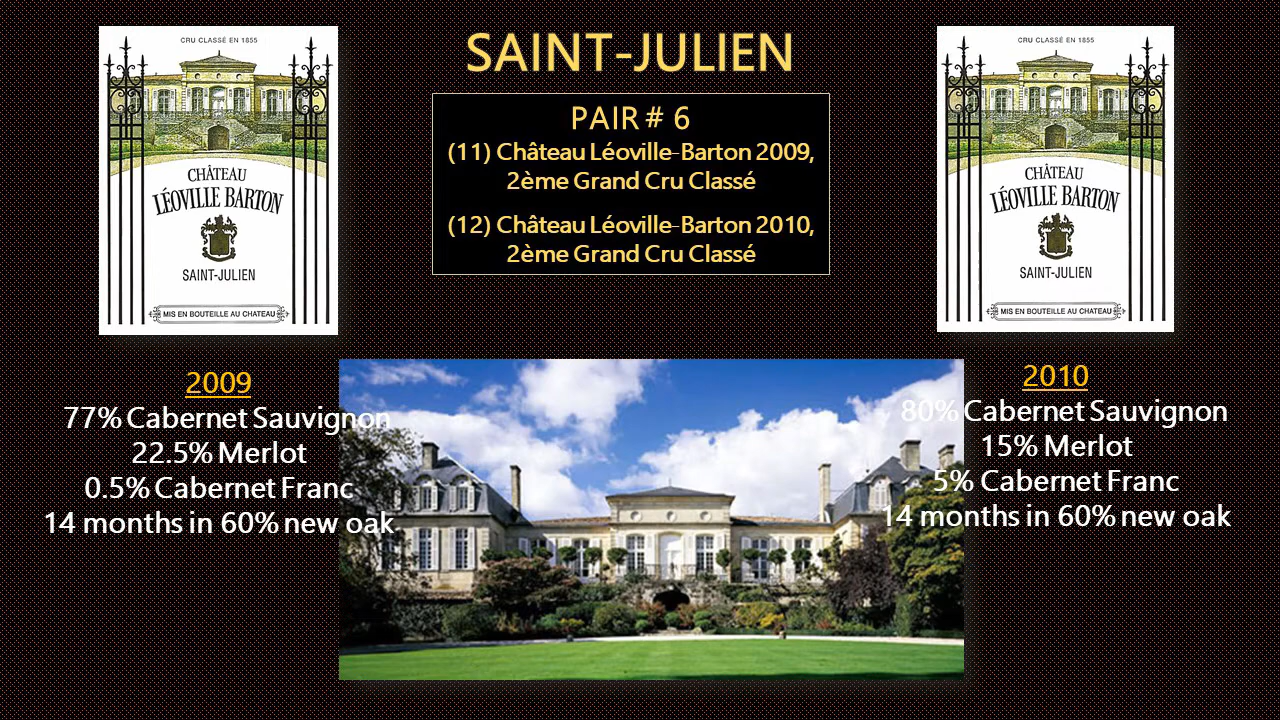 SAINT-JULIEN
CRU CLASSÉ EN 1855
CHÂTEAU
LÉOVILLE BARTON
SAINT-JULIEN
MIS EN BOUTEILLE AU CHATEAU
PAIR # 6
(11) Château Léoville-Barton 2009,
2ème Grand Cru Classé
(12) Château Léoville-Barton 2010,
2ème Grand Cru Classé
CRU CLASSÉ EN 1855
CHÂTEAU
LÉOVILLE BARTON
SAINT-JULIEN
MIS EN BOUTEILLE AU CHATEAU
2009
77% Cabernet Sauvignon
22.5% Merlot
0.5% Cabernet Franc
14 months in 60% new oak
2010
80% Cabernet Sauvignon
15% Merlot
5% Cabernet Franc
14 months in 60% new oak